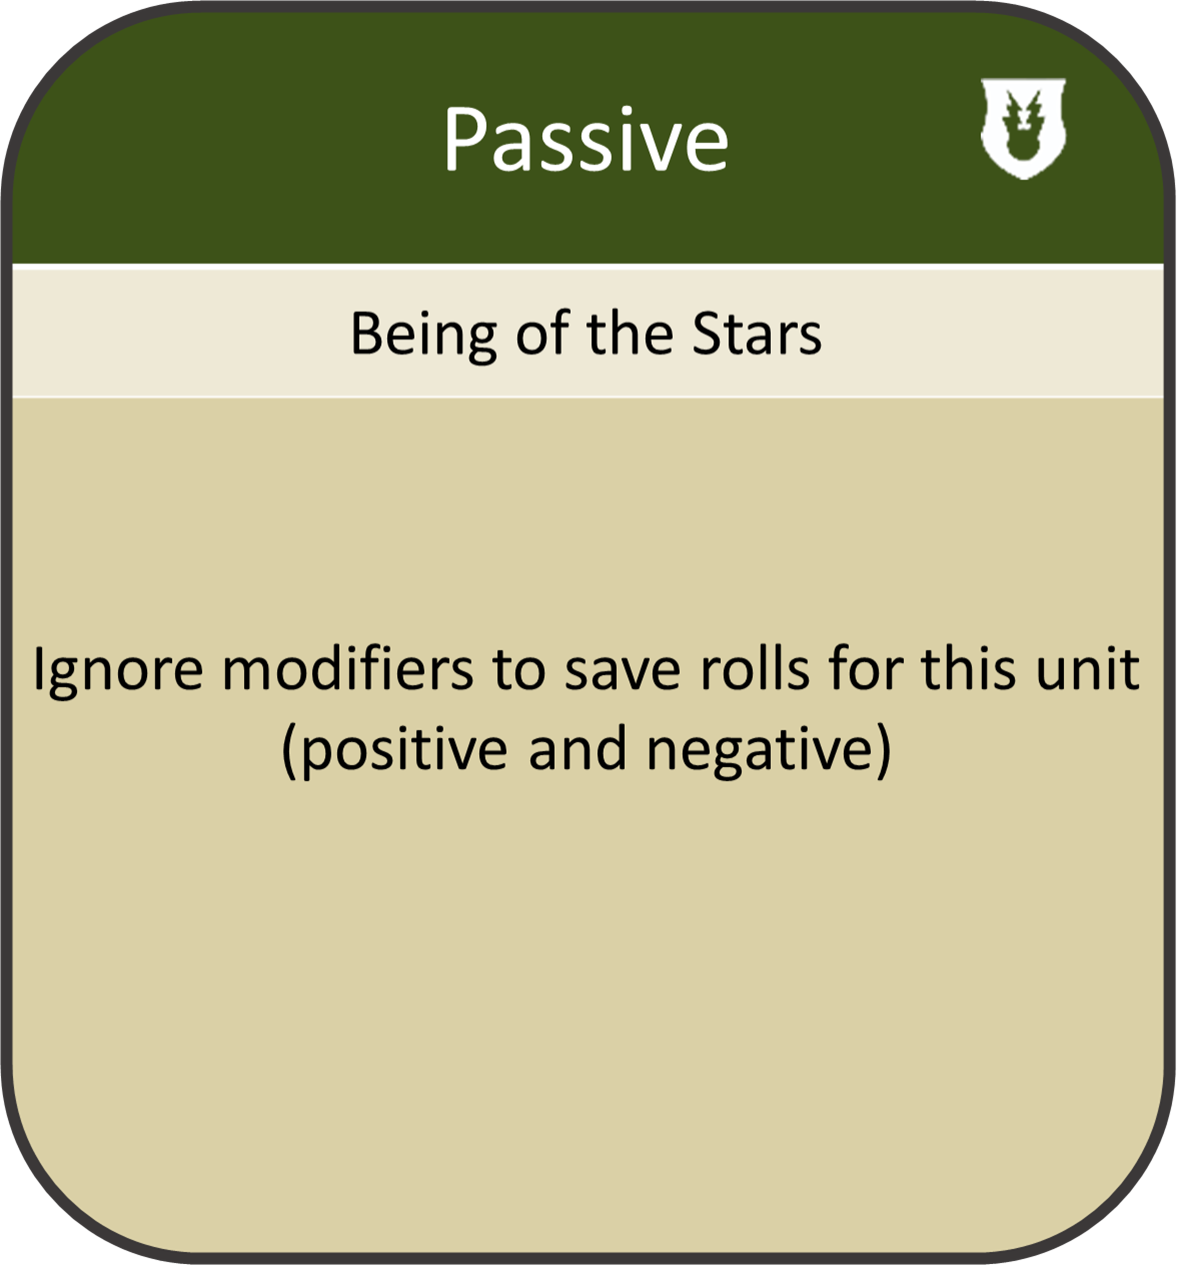 Passive
Being of the Stars
Ignore modifiers to save rolls for this unit
(positive and negative)